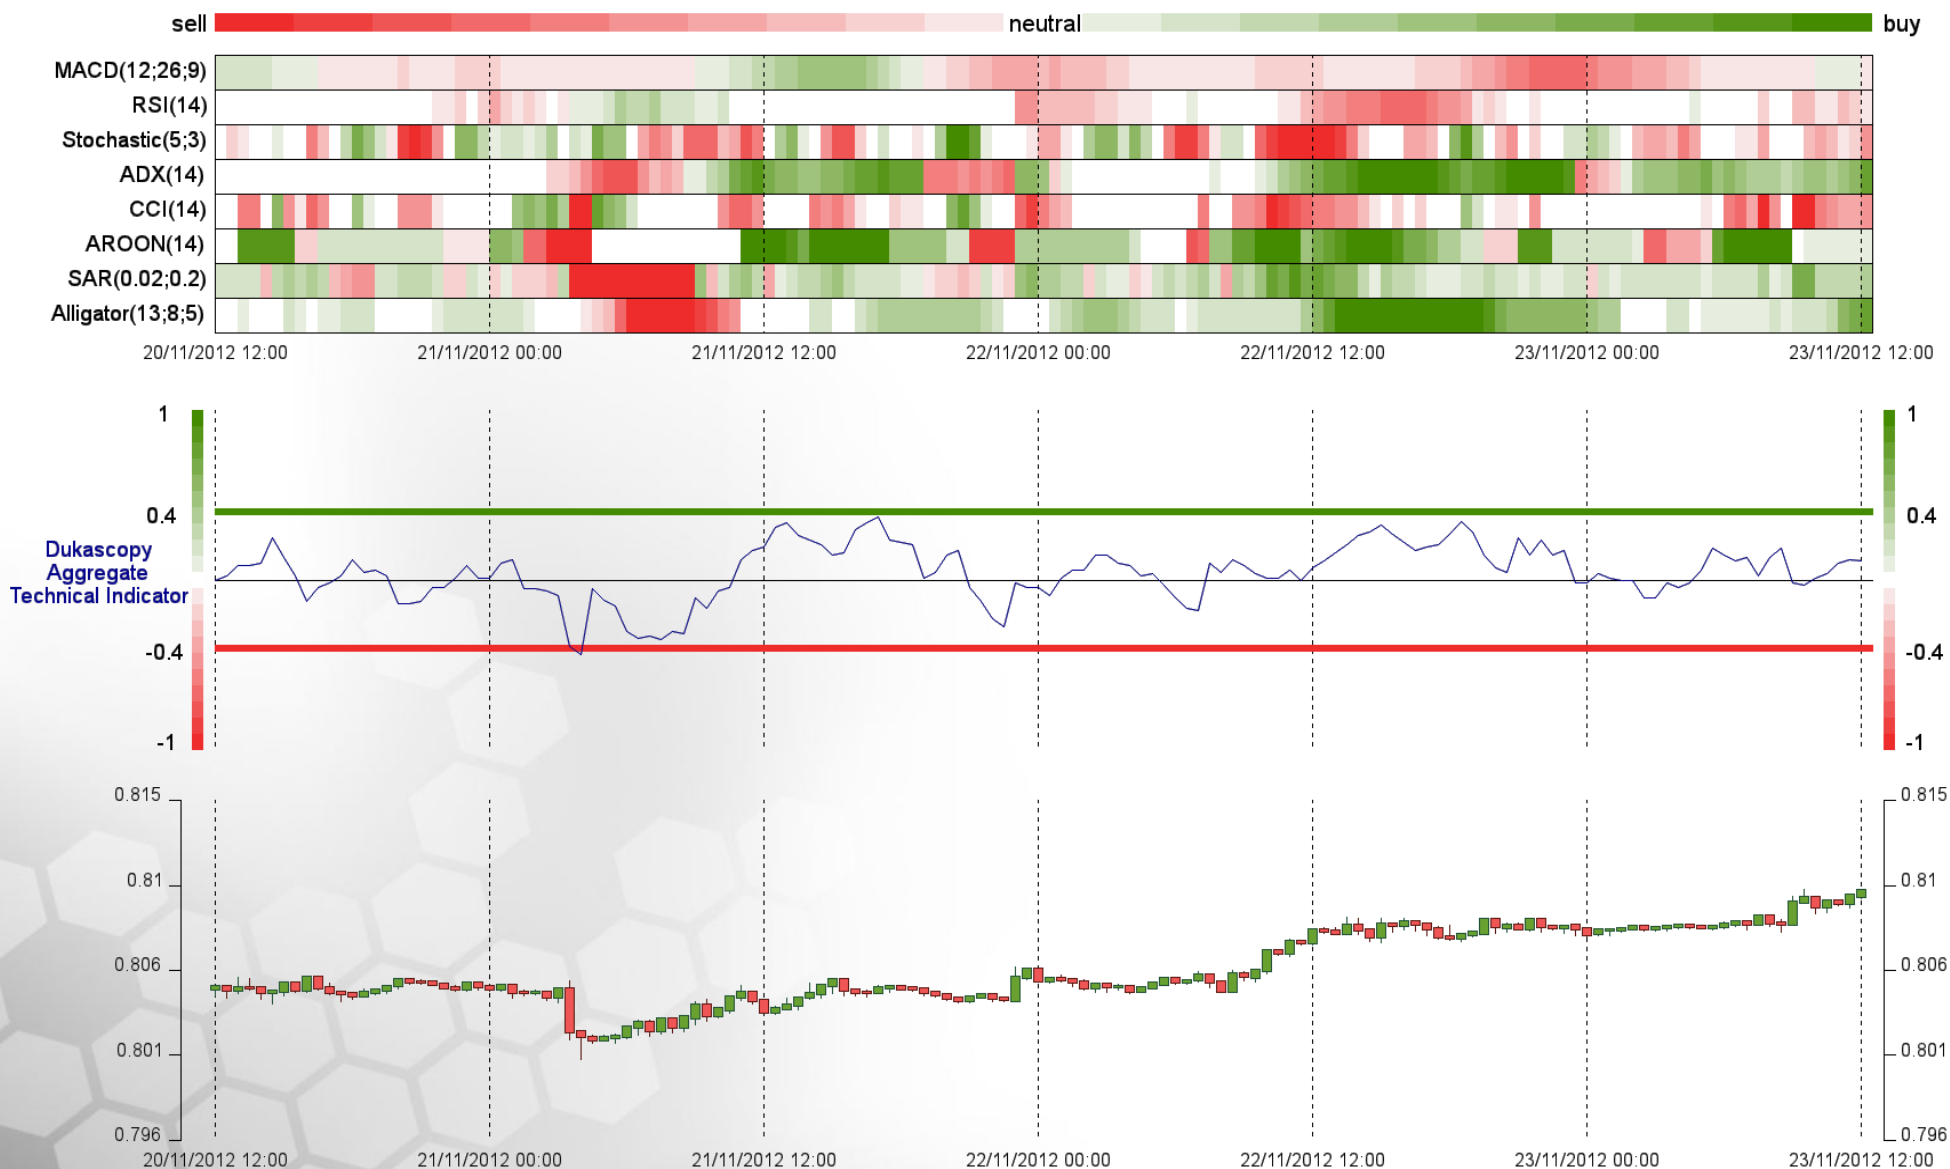 sell neutral buy
MACD(12;26;9)
RSI(14)
Stochastic(5;3)
ADX(14)
CCI(14)
AROON(14)
SAR(0.02;0.2)
Alligator(13;8;5)
20/11/2012 12:00 21/11/2012 00:00 21/11/2012 12:00 22/11/2012 00:00 22/11/2012 12:00 23/11/2012 00:00 23/11/2012 12:00
1 1
0.4 0.4
Dukascopy
Aggregate
Technical Indicator
-0.4 -0.4
-1 -1
0.815 0.815
0.81 0.81
0.806 0.806
0.801 0.801
0.796 0.796
20/11/2012 12:00 21/11/2012 00:00 21/11/2012 12:00 22/11/2012 00:00 22/11/2012 12:00 23/11/2012 00:00 23/11/2012 12:00